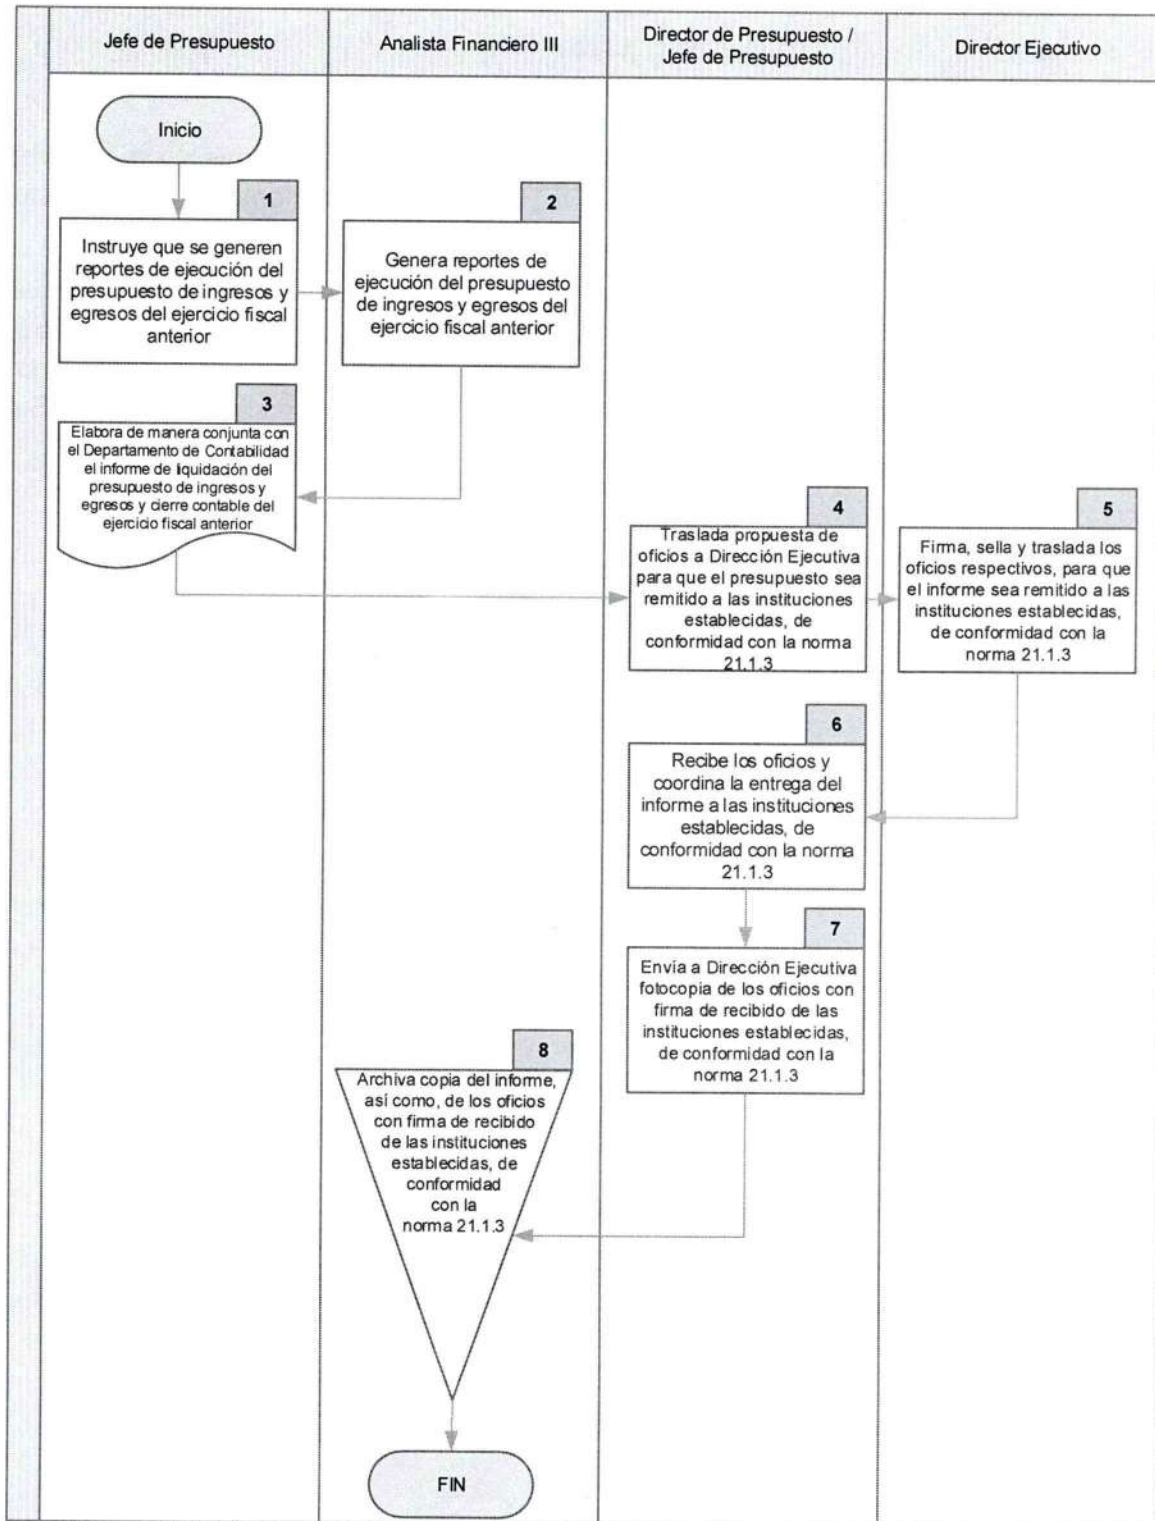 Jefe de Presupuesto
Analista Financiero III
Director de Presupuesto /
Jefe de Presupuesto
Director Ejecutivo
Inicio
1
Instruye que se generen
reportes de ejecución del
presupuesto de ingresos y
egresos del ejercicio fiscal
anterior
2
Genera reportes de
ejecución del presupuesto
de ingresos y egresos del
ejercicio fiscal anterior
3
Elabora de manera conjunta con
el Departamento de Contabilidad
el informe de liquidación del
presupuesto de ingresos y
egresos y cierre contable del
ejercicio fiscal anterior
4
Traslada propuesta de
oficios a Dirección Ejecutiva
para que el presupuesto sea
remitido a las instituciones
establecidas, de
conformidad con la norma
21.1.3
5
Firma, sella y traslada los
oficios respectivos, para que
el informe sea remitido a las
instituciones establecidas,
de conformidad con la
norma 21.1.3
6
Recibe los oficios y
coordina la entrega del
informe a las instituciones
establecidas, de
conformidad con la norma
21.1.3
7
Envía a Dirección Ejecutiva
fotocopia de los oficios con
firma de recibido de las
instituciones establecidas,
de conformidad con la
norma 21.1.3
8
Archiva copia del informe,
así como, de los oficios
con firma de recibido
de las instituciones
establecidas, de
conformidad
con la
norma 21.1.3
FIN